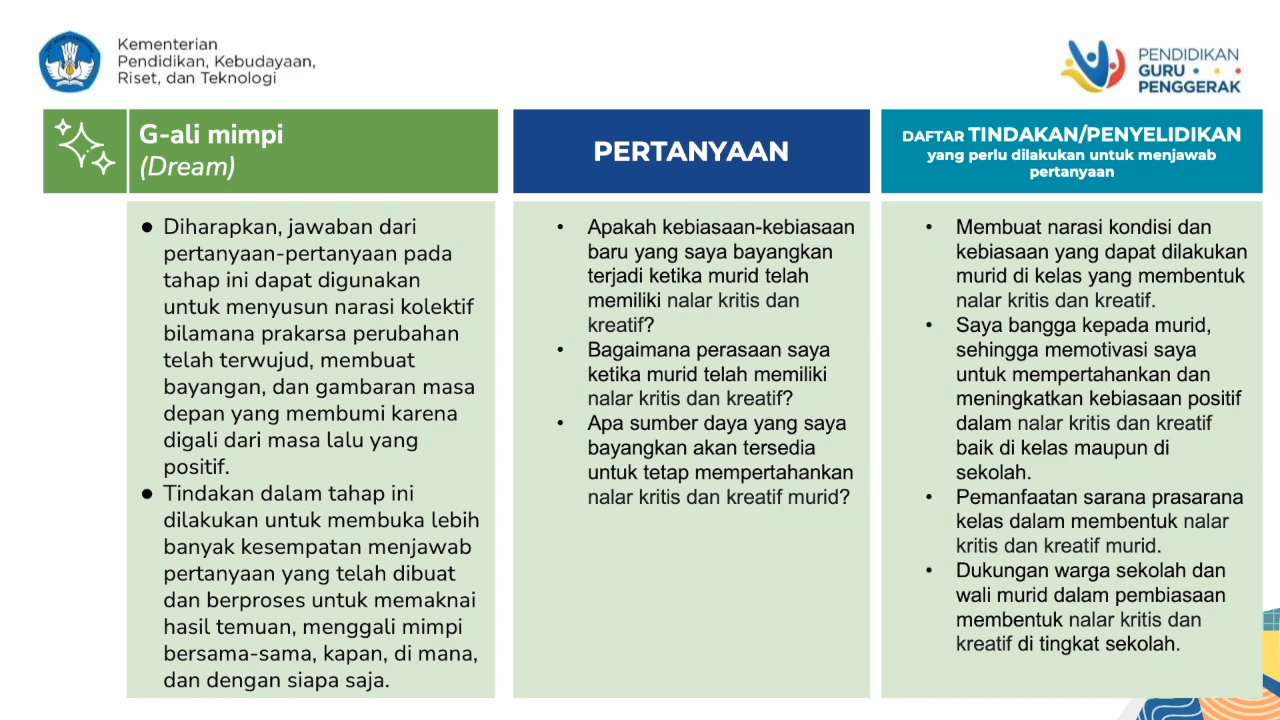 Kementerian
Pendidikan, Kebudayaan,
Riset, dan Teknologi
PENDIDIKAN
GURU
PENGGERAK
G-ali mimpi
(Dream)
● Diharapkan, jawaban dari
pertanyaan-pertanyaan pada
tahap ini dapat digunakan
untuk menyusun narasi kolektif
bilamana prakarsa perubahan
telah terwujud, membuat
bayangan, dan gambaran masa
depan yang membumi karena
digali dari masa lalu yang
positif.
● Tindakan dalam tahap ini
dilakukan untuk membuka lebih
banyak kesempatan menjawab
pertanyaan yang telah dibuat
dan berproses untuk memaknai
hasil temuan, menggali mimpi
bersama-sama, kapan, di mana,
dan dengan siapa saja.
PERTANYAAN
• Apakah kebiasaan-kebiasaan
baru yang saya bayangkan
terjadi ketika murid telah
memiliki nalar kritis dan
kreatif?
• Bagaimana perasaan saya
ketika murid telah memiliki
nalar kritis dan kreatif?
• Apa sumber daya yang saya
bayangkan akan tersedia
untuk tetap mempertahankan
nalar kritis dan kreatif murid?
DAFTAR TINDAKAN/PENYELIDIKAN
yang perlu dilakukan untuk menjawab
pertanyaan
• Membuat narasi kondisi dan
kebiasaan yang dapat dilakukan
murid di kelas yang membentuk
nalar kritis dan kreatif.
• Saya bangga kepada murid,
sehingga memotivasi saya
untuk mempertahankan dan
meningkatkan kebiasaan positif
dalam nalar kritis dan kreatif
baik di kelas maupun di
sekolah.
• Pemanfaatan sarana prasarana
kelas dalam membentuk nalar
kritis dan kreatif murid.
• Dukungan warga sekolah dan
wali murid dalam pembiasaan
membentuk nalar kritis dan
kreatif di tingkat sekolah.